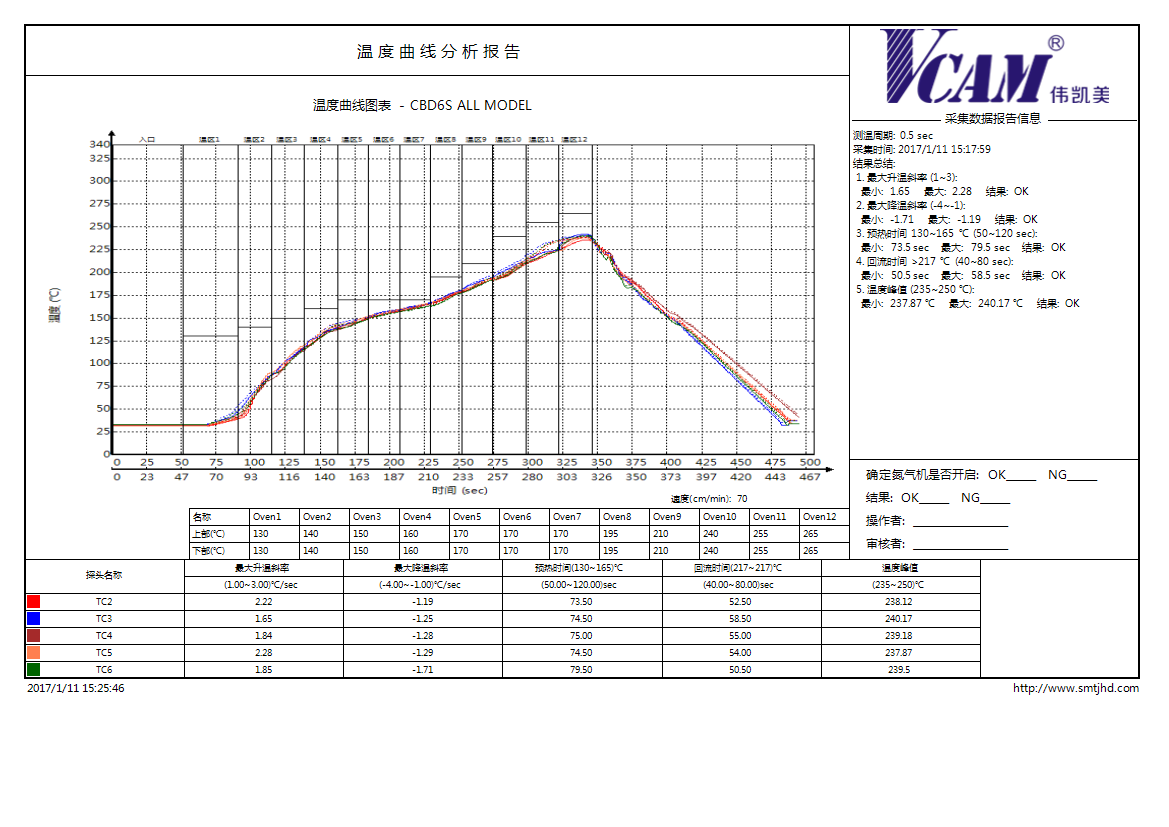 温度曲线分析报告
温度曲线图表 - CBD6S ALL MODEL
VCAM®
伟凯美
采集数据报告信息
测温周期: 0.5 sec
采集时间: 2017/1/11 15:17:59
结果总结:
1. 最大升温斜率 (1~3):
最小: 1.65 最大: 2.28 结果: OK
2. 最大降温斜率 (-4~-1):
最小: -1.71 最大: -1.19 结果: OK
3. 预热时间 130~165 ℃ (50~120 sec):
最小: 73.5 sec 最大: 79.5 sec 结果: OK
4. 回流时间 >217 ℃ (40~80 sec):
最小: 50.5 sec 最大: 58.5 sec 结果: OK
5. 温度峰值 (235~250 ℃):
最小: 237.87 ℃ 最大: 240.17 ℃ 结果: OK
入口 温区1 温区2 温区3 温区4 温区5 温区6 温区7 温区8 温区9 温区10 温区11 温区12
340
325
300
275
250
225
200
175
150
125
100
75
50
25
0
温度 (℃)
0 25 50 75 100 125 150 175 200 225 250 275 300 325 350 375 400 425 450 475 500
0 23 47 70 93 116 140 163 187 210 233 257 280 303 326 350 373 397 420 442 467
时间 (sec)
速度(cm/min): 70
名称 Oven1 Oven2 Oven3 Oven4 Oven5 Oven6 Oven7 Oven8 Oven9 Oven10 Oven11 Oven12
上部(℃) 130 140 150 160 170 170 170 195 210 240 255 265
下部(℃) 130 140 150 160 170 170 170 195 210 240 255 265
确定氮气机是否开启: OK_____ NG_____
结果: OK_____ NG_____
操作者: ________________
审核者: ________________
探头名称 最大升温斜率 最大降温斜率 预热时间(130~165)℃ 回流时间(217~217)℃ 温度峰值
(1.00~3.00)℃/sec (-4.00~-1.00)℃/sec (50.00~120.00)sec (40.00~80.00)sec (235~250)℃
TC2 2.22 -1.19 73.50 52.50 238.12
TC3 1.65 -1.25 74.50 58.50 240.17
TC4 1.84 -1.28 75.00 55.00 239.18
TC5 2.28 -1.29 74.50 54.00 237.87
TC6 1.85 -1.71 79.50 50.50 239.5
2017/1/11 15:25:46
http://www.smtjhd.com